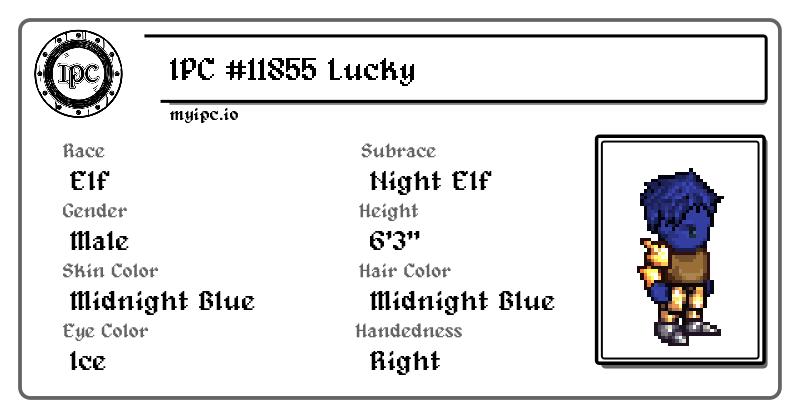 IPC
IPC #11855 Lucky
myipc.io
Race
Elf
Subrace
Night Elf
Gender
Male
Height
6'3"
Skin Color
Midnight Blue
Hair Color
Midnight Blue
Eye Color
Ice
Handedness
Right